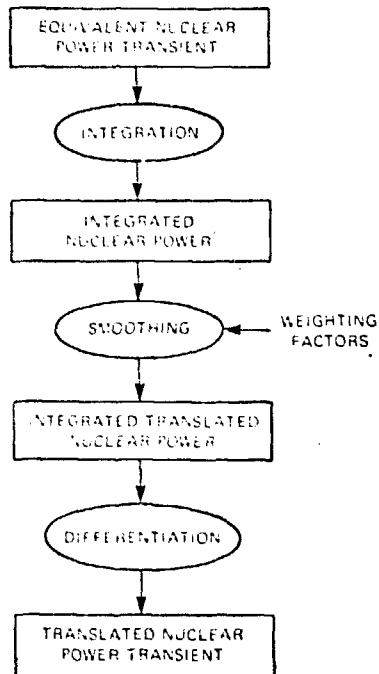 EQUIVALENT NUCLEAR
POWER TRANSIENT
INTEGRATION
INTEGRATED
NUCLEAR POWER
SMOOTHING
WEIGHTING
FACTORS
INTEGRATED TRANSLATED
NUCLEAR POWER
DIFFERENTIATION
TRANSLATED NUCLEAR
POWER TRANSIENT